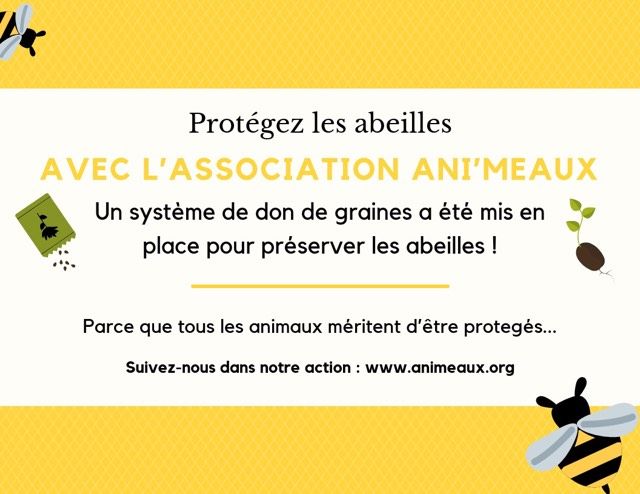 Protégez les abeilles
AVEC L'ASSOCIATION ANI'MEAUX
Un système de don de graines a été mis en
place pour préserver les abeilles !
Parce que tous les animaux méritent d'être protegés...
Suivez-nous dans notre action : www.animeaux.org